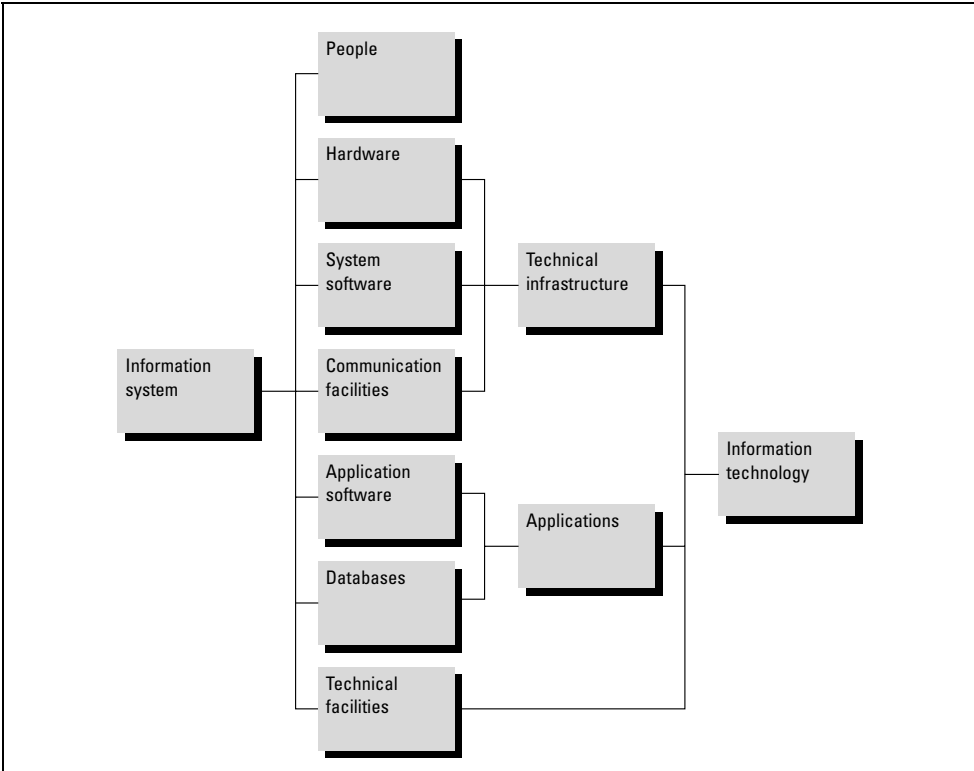 People
Hardware
System
software
Technical
infrastructure
Information
system
Communication
facilities
Information
technology
Application
software
Applications
Databases
Technical
facilities